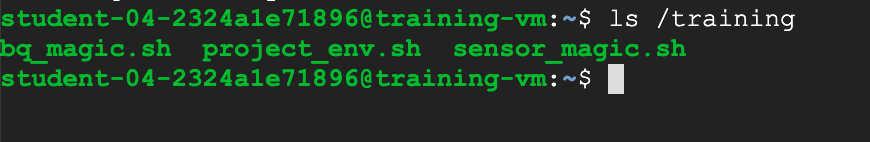 student-04-2324a1e71896@training-vm:~$ ls /training
bq_magic.sh  project_env.sh  sensor_magic.sh
student-04-2324a1e71896@training-vm:~$